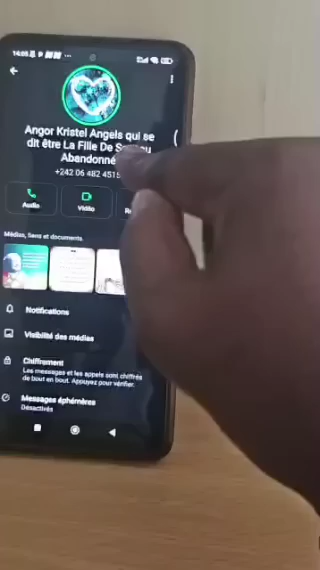 14:05
Angor Kristel Angels qui se
dit être La Fille De
Abandonné
+242 06 482 4515
Audio
Vidéo
Médias, liens et documents
Notifications
Visibilité des médias
Chiffrement
Les messages et les appels sont chiffrés
de bout en bout. Appuyez pour vérifier.
Messages éphémères
Désactivés